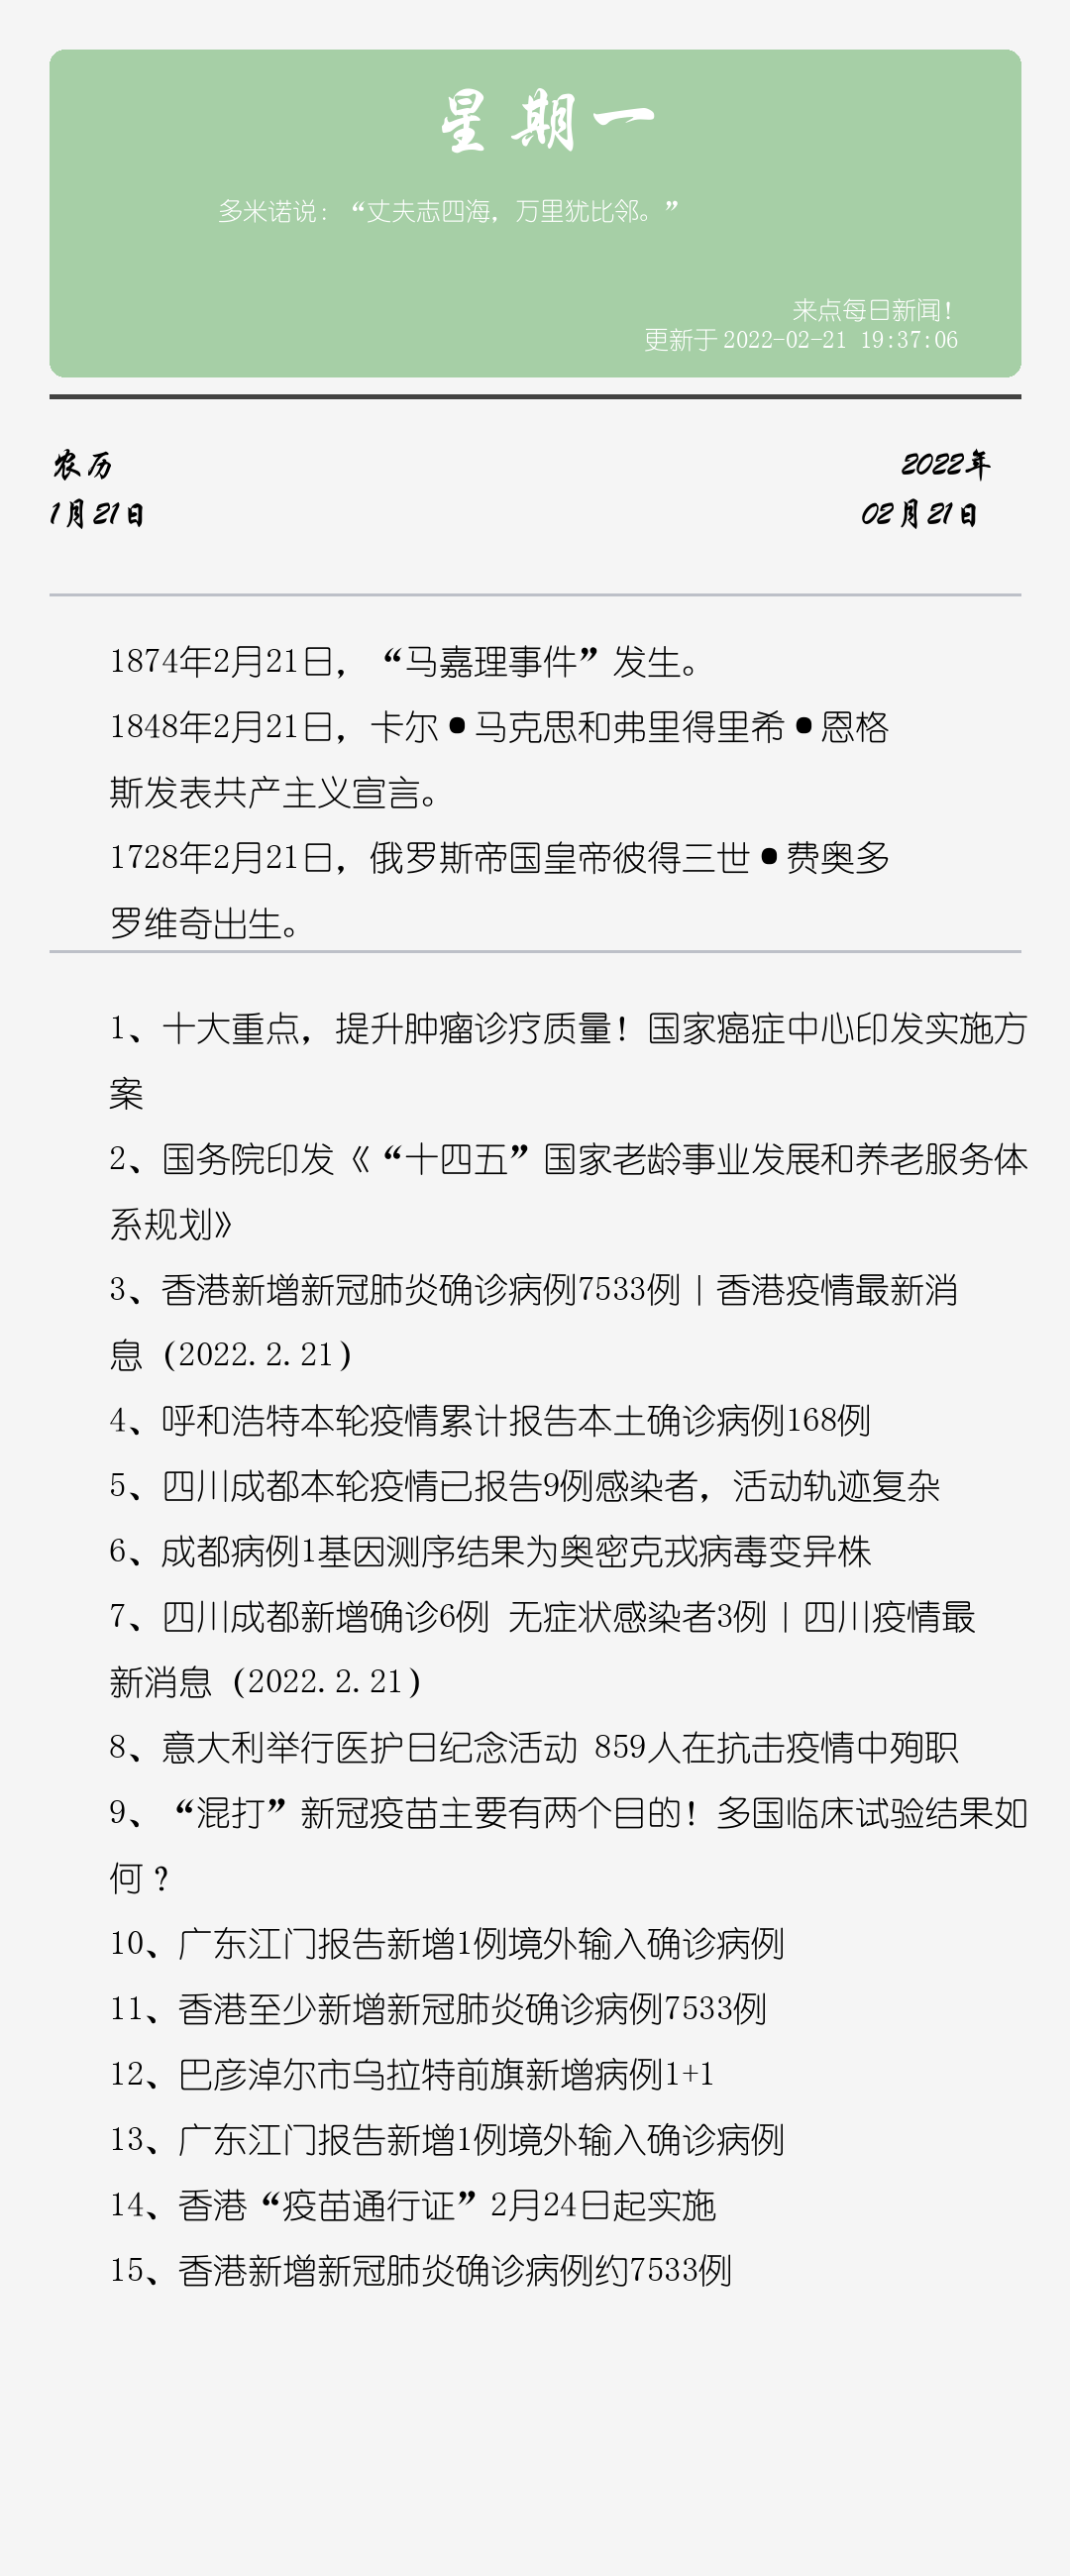 星期一
多米诺说：“丈夫志四海，万里犹比邻。”
来点每日新闻！
更新于 2022-02-21 19:37:06
农历
2022年
1月21日
02月21日
1874年2月21日，“马嘉理事件”发生。
1848年2月21日，卡尔•马克思和弗里得里希•恩格
斯发表共产主义宣言。
1728年2月21日，俄罗斯帝国皇帝彼得三世•费奥多
罗维奇出生。
1、十大重点，提升肿瘤诊疗质量！国家癌症中心印发实施方
案
2、国务院印发《“十四五”国家老龄事业发展和养老服务体
系规划》
3、香港新增新冠肺炎确诊病例7533例｜香港疫情最新消
息（2022.2.21）
4、呼和浩特本轮疫情累计报告本土确诊病例168例
5、四川成都本轮疫情已报告9例感染者，活动轨迹复杂
6、成都病例1基因测序结果为奥密克戎病毒变异株
7、四川成都新增确诊6例 无症状感染者3例｜四川疫情最
新消息（2022.2.21）
8、意大利举行医护日纪念活动 859人在抗击疫情中殉职
9、“混打”新冠疫苗主要有两个目的！多国临床试验结果如
何？
10、广东江门报告新增1例境外输入确诊病例
11、香港至少新增新冠肺炎确诊病例7533例
12、巴彦淖尔市乌拉特前旗新增病例1+1
13、广东江门报告新增1例境外输入确诊病例
14、香港“疫苗通行证”2月24日起实施
15、香港新增新冠肺炎确诊病例约7533例